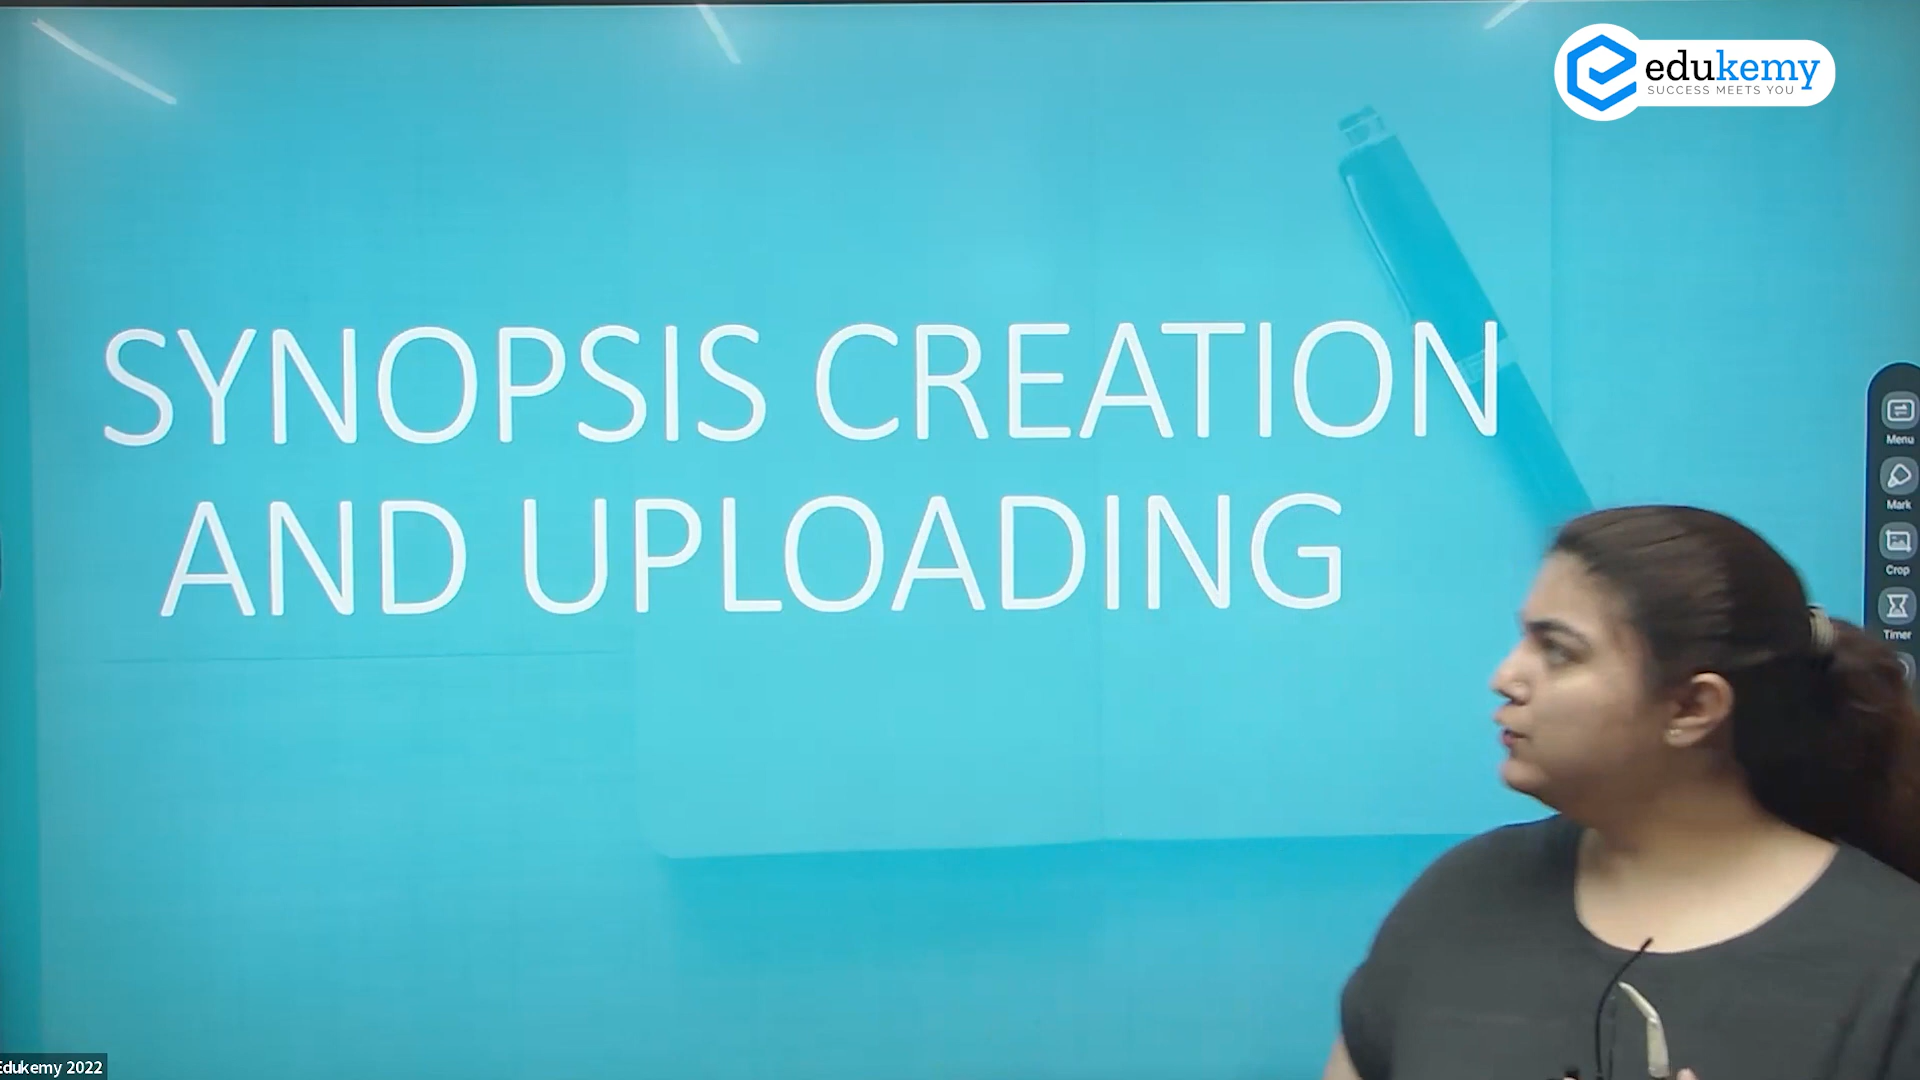 edukemy
SUCCESS MEETS YOU
SYNOPSIS CREATION
AND UPLOADING
Menu
Mark
Crop
Timer
Edukemy 2022